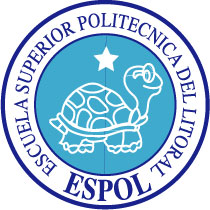 ESCUELA SUPERIOR POLITECNICA DEL LITORAL
ESPOL